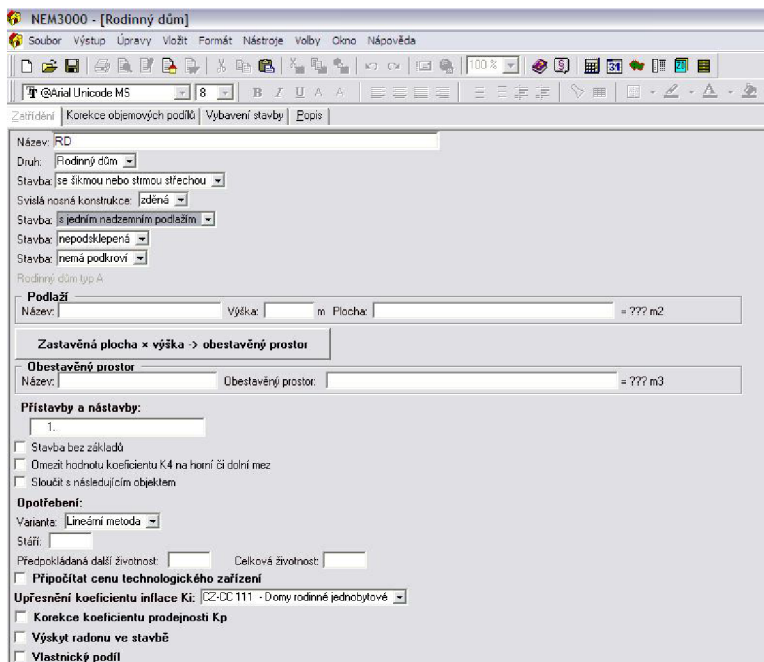 NEM3000 - [Rodinný dům]
Soubor Výstup Úpravy Vložit Formát Nástroje Volby Okno Nápověda
100 %
@Arial Unicode MS 8 B I U A A
Zatřídění Korekce objemových podílů Vybavení stavby Popis
Název: RD
Druh: Rodinný dům
Stavba: se šikmou nebo strmou střechou
Svislá nosná konstrukce: zděná
Stavba: s jedním nadzemním podlažím
Stavba: nepodsklepená
Stavba: nemá podkroví
Rodinný dům typ A
Podlaží
Název: Výška: m Plocha: = ??? m2
Zastavěná plocha × výška -> obestavěný prostor
Obestavěný prostor
Název: Obestavěný prostor: = ??? m3
Přístavby a nástavby:
1.
Stavba bez základů
Omezit hodnotu koeficientu K4 na horní či dolní mez
Sloučit s následujícím objektem
Opotřebení:
Varianta: Lineární metoda
Stáří:
Předpokládaná další životnost: Celková životnost:
Připočítat cenu technologického zařízení
Upřesnění koeficientu inflace Ki: CZ-CC 111 - Domy rodinné jednobytové
Korekce koeficientu prodejnosti Kp
Výskyt radonu ve stavbě
Vlastnický podíl